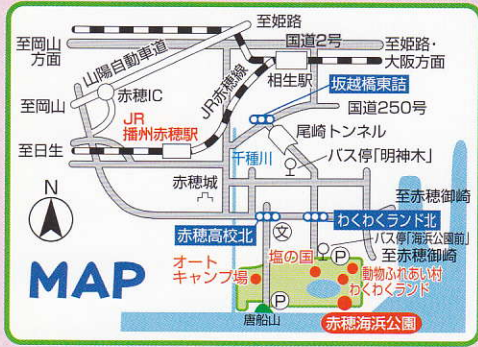 至姫路
至岡山
方面
山陽自動車道
国道2号
至姫路・
大阪方面
相生駅
坂越橋東詰
至岡山
赤穂IC
JR赤穂線
国道250号
JR
播州赤穂駅
尾崎トンネル
至日生
千種川
バス停「明神木」
N
赤穂城
至赤穂御崎
赤穂高校北
文
わくわくランド北
バス停「海浜公園前」
至赤穂御崎
オート
キャンプ場
塩の国
P
動物ふれあい村
わくわくランド
MAP
P
唐船山
赤穂海浜公園